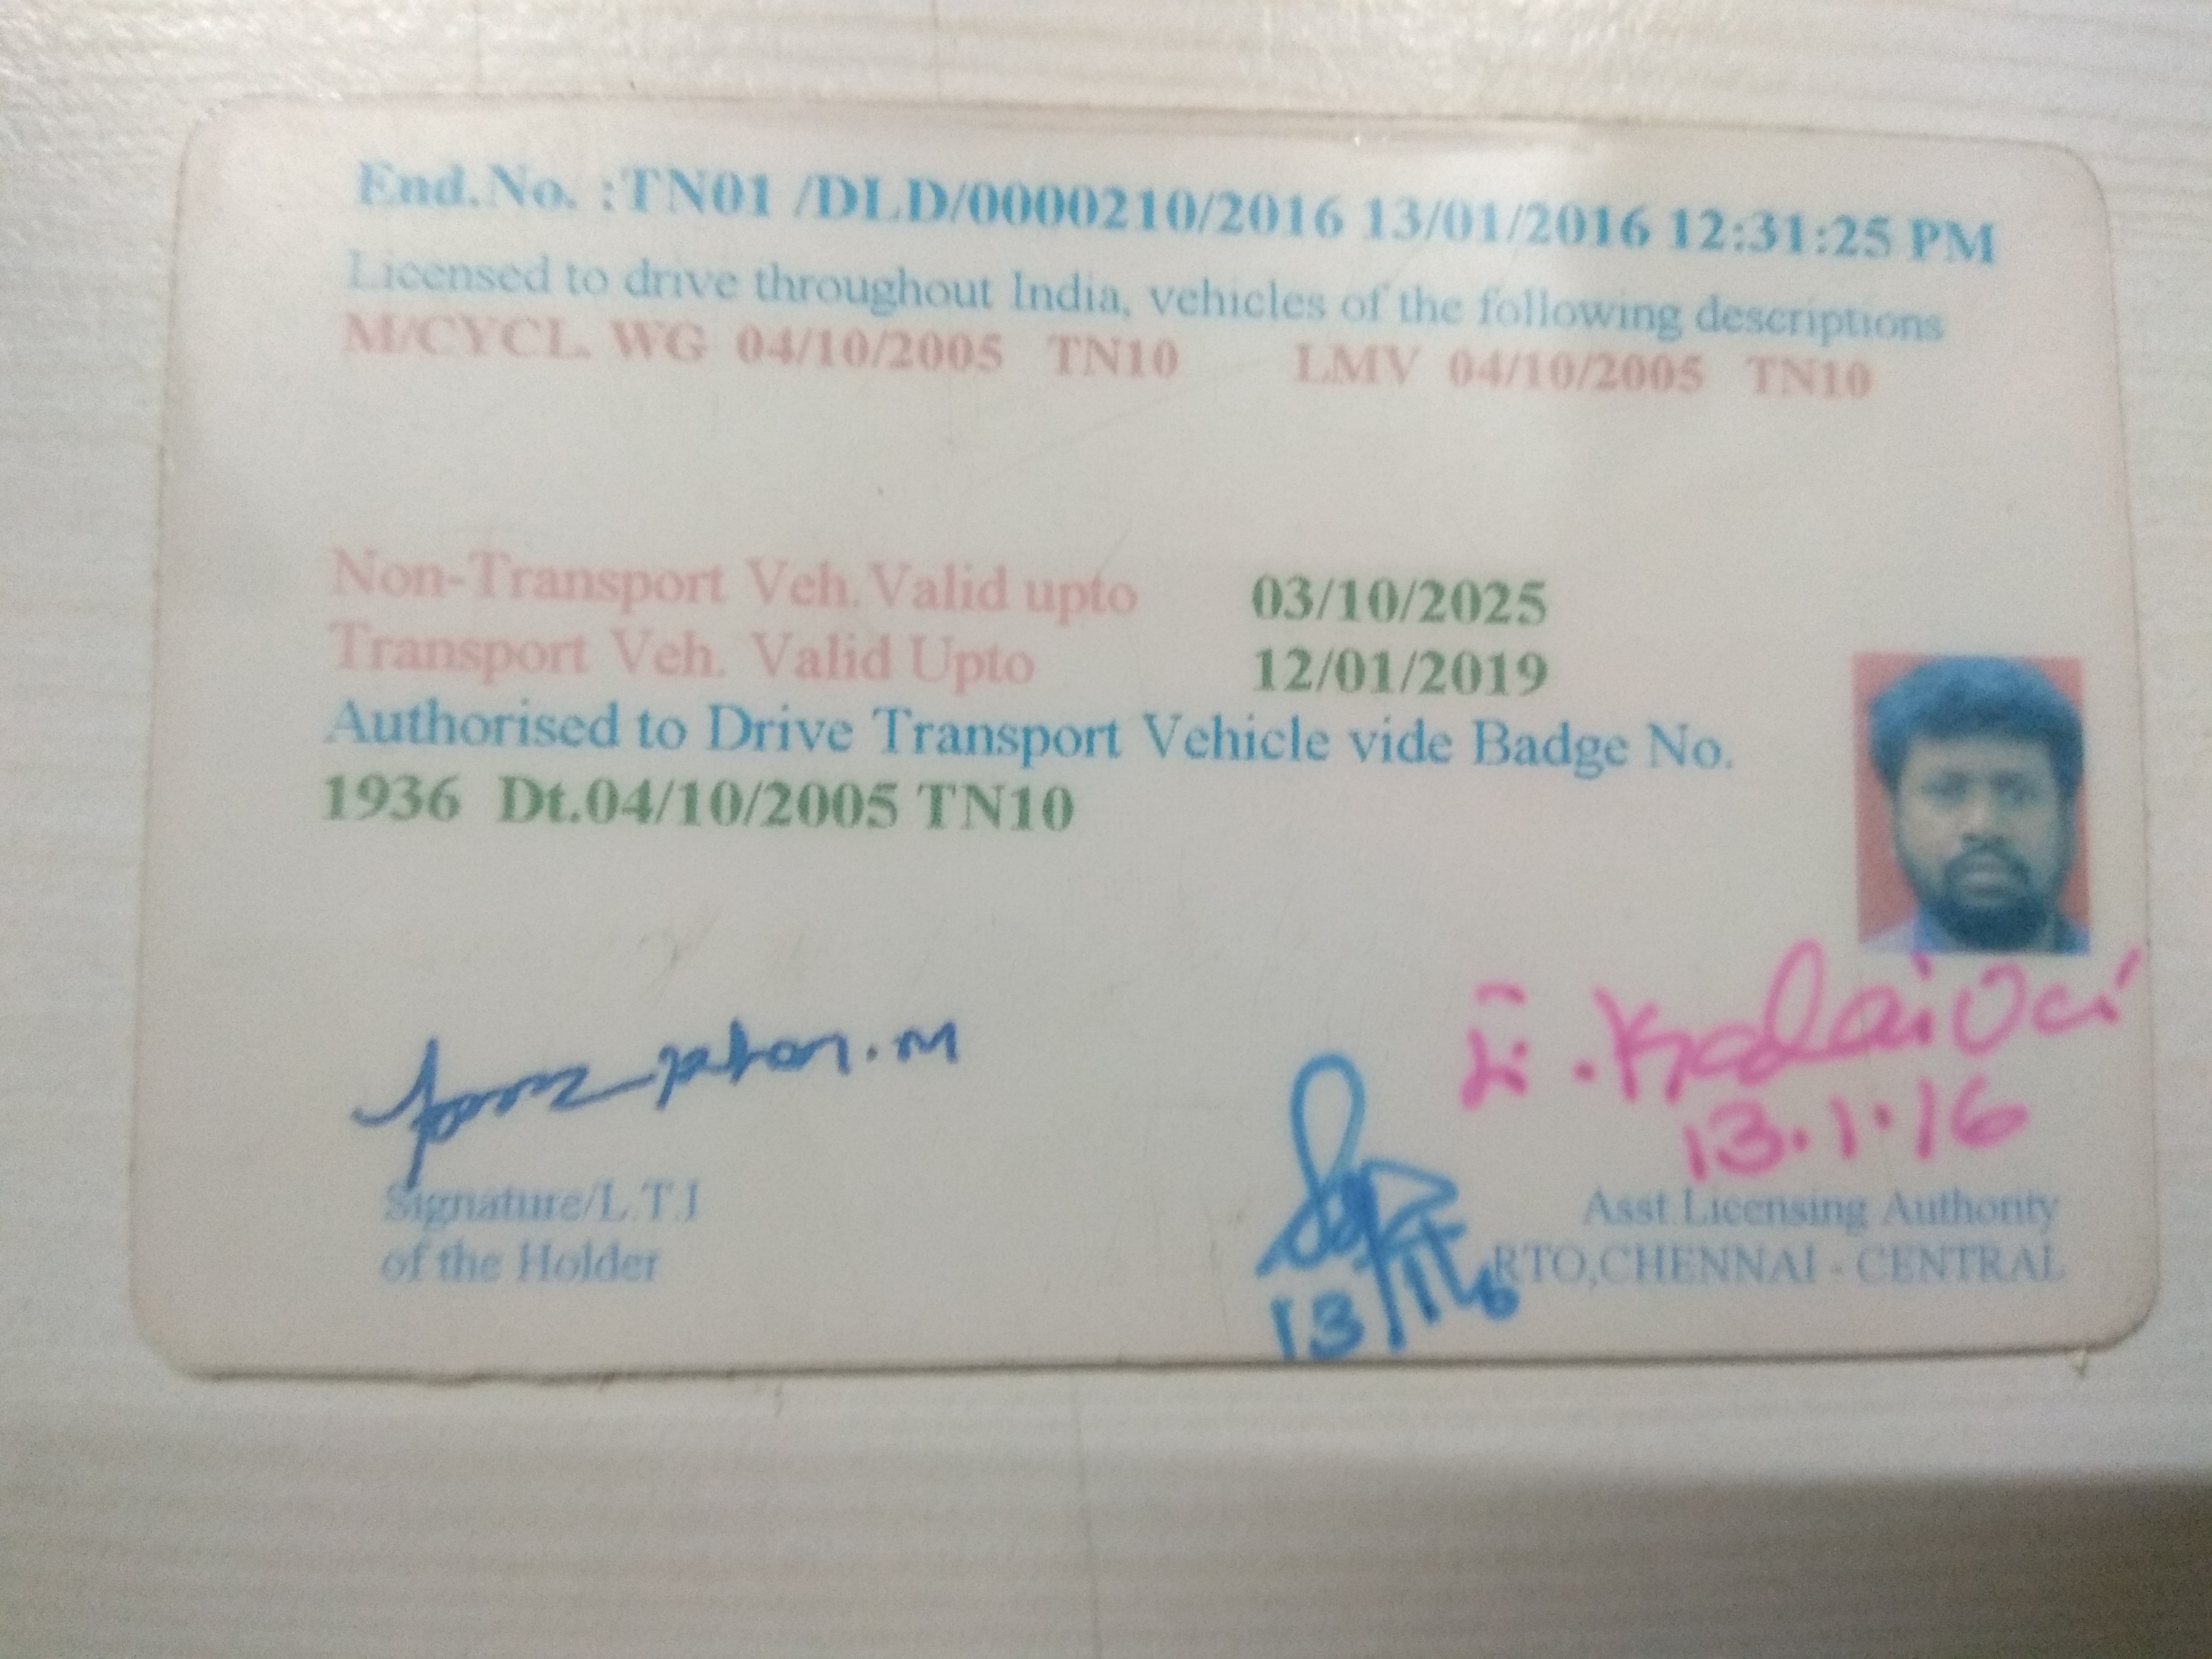 End.No. :TN01 /DLD/0000210/2016 13/01/2016 12:31:25 PM
Licensed to drive throughout India, vehicles of the following descriptions
M/CYCL. WG 04/10/2005 TN10 LMV 04/10/2005 TN10
Non-Transport Veh.Valid upto 03/10/2025
Transport Veh. Valid Upto 12/01/2019
Authorised to Drive Transport Vehicle vide Badge No.
1936 Dt.04/10/2005 TN10
13.1.16
Signature/L.T.I
of the Holder
Asst.Licensing Authority
RTO,CHENNAI - CENTRAL